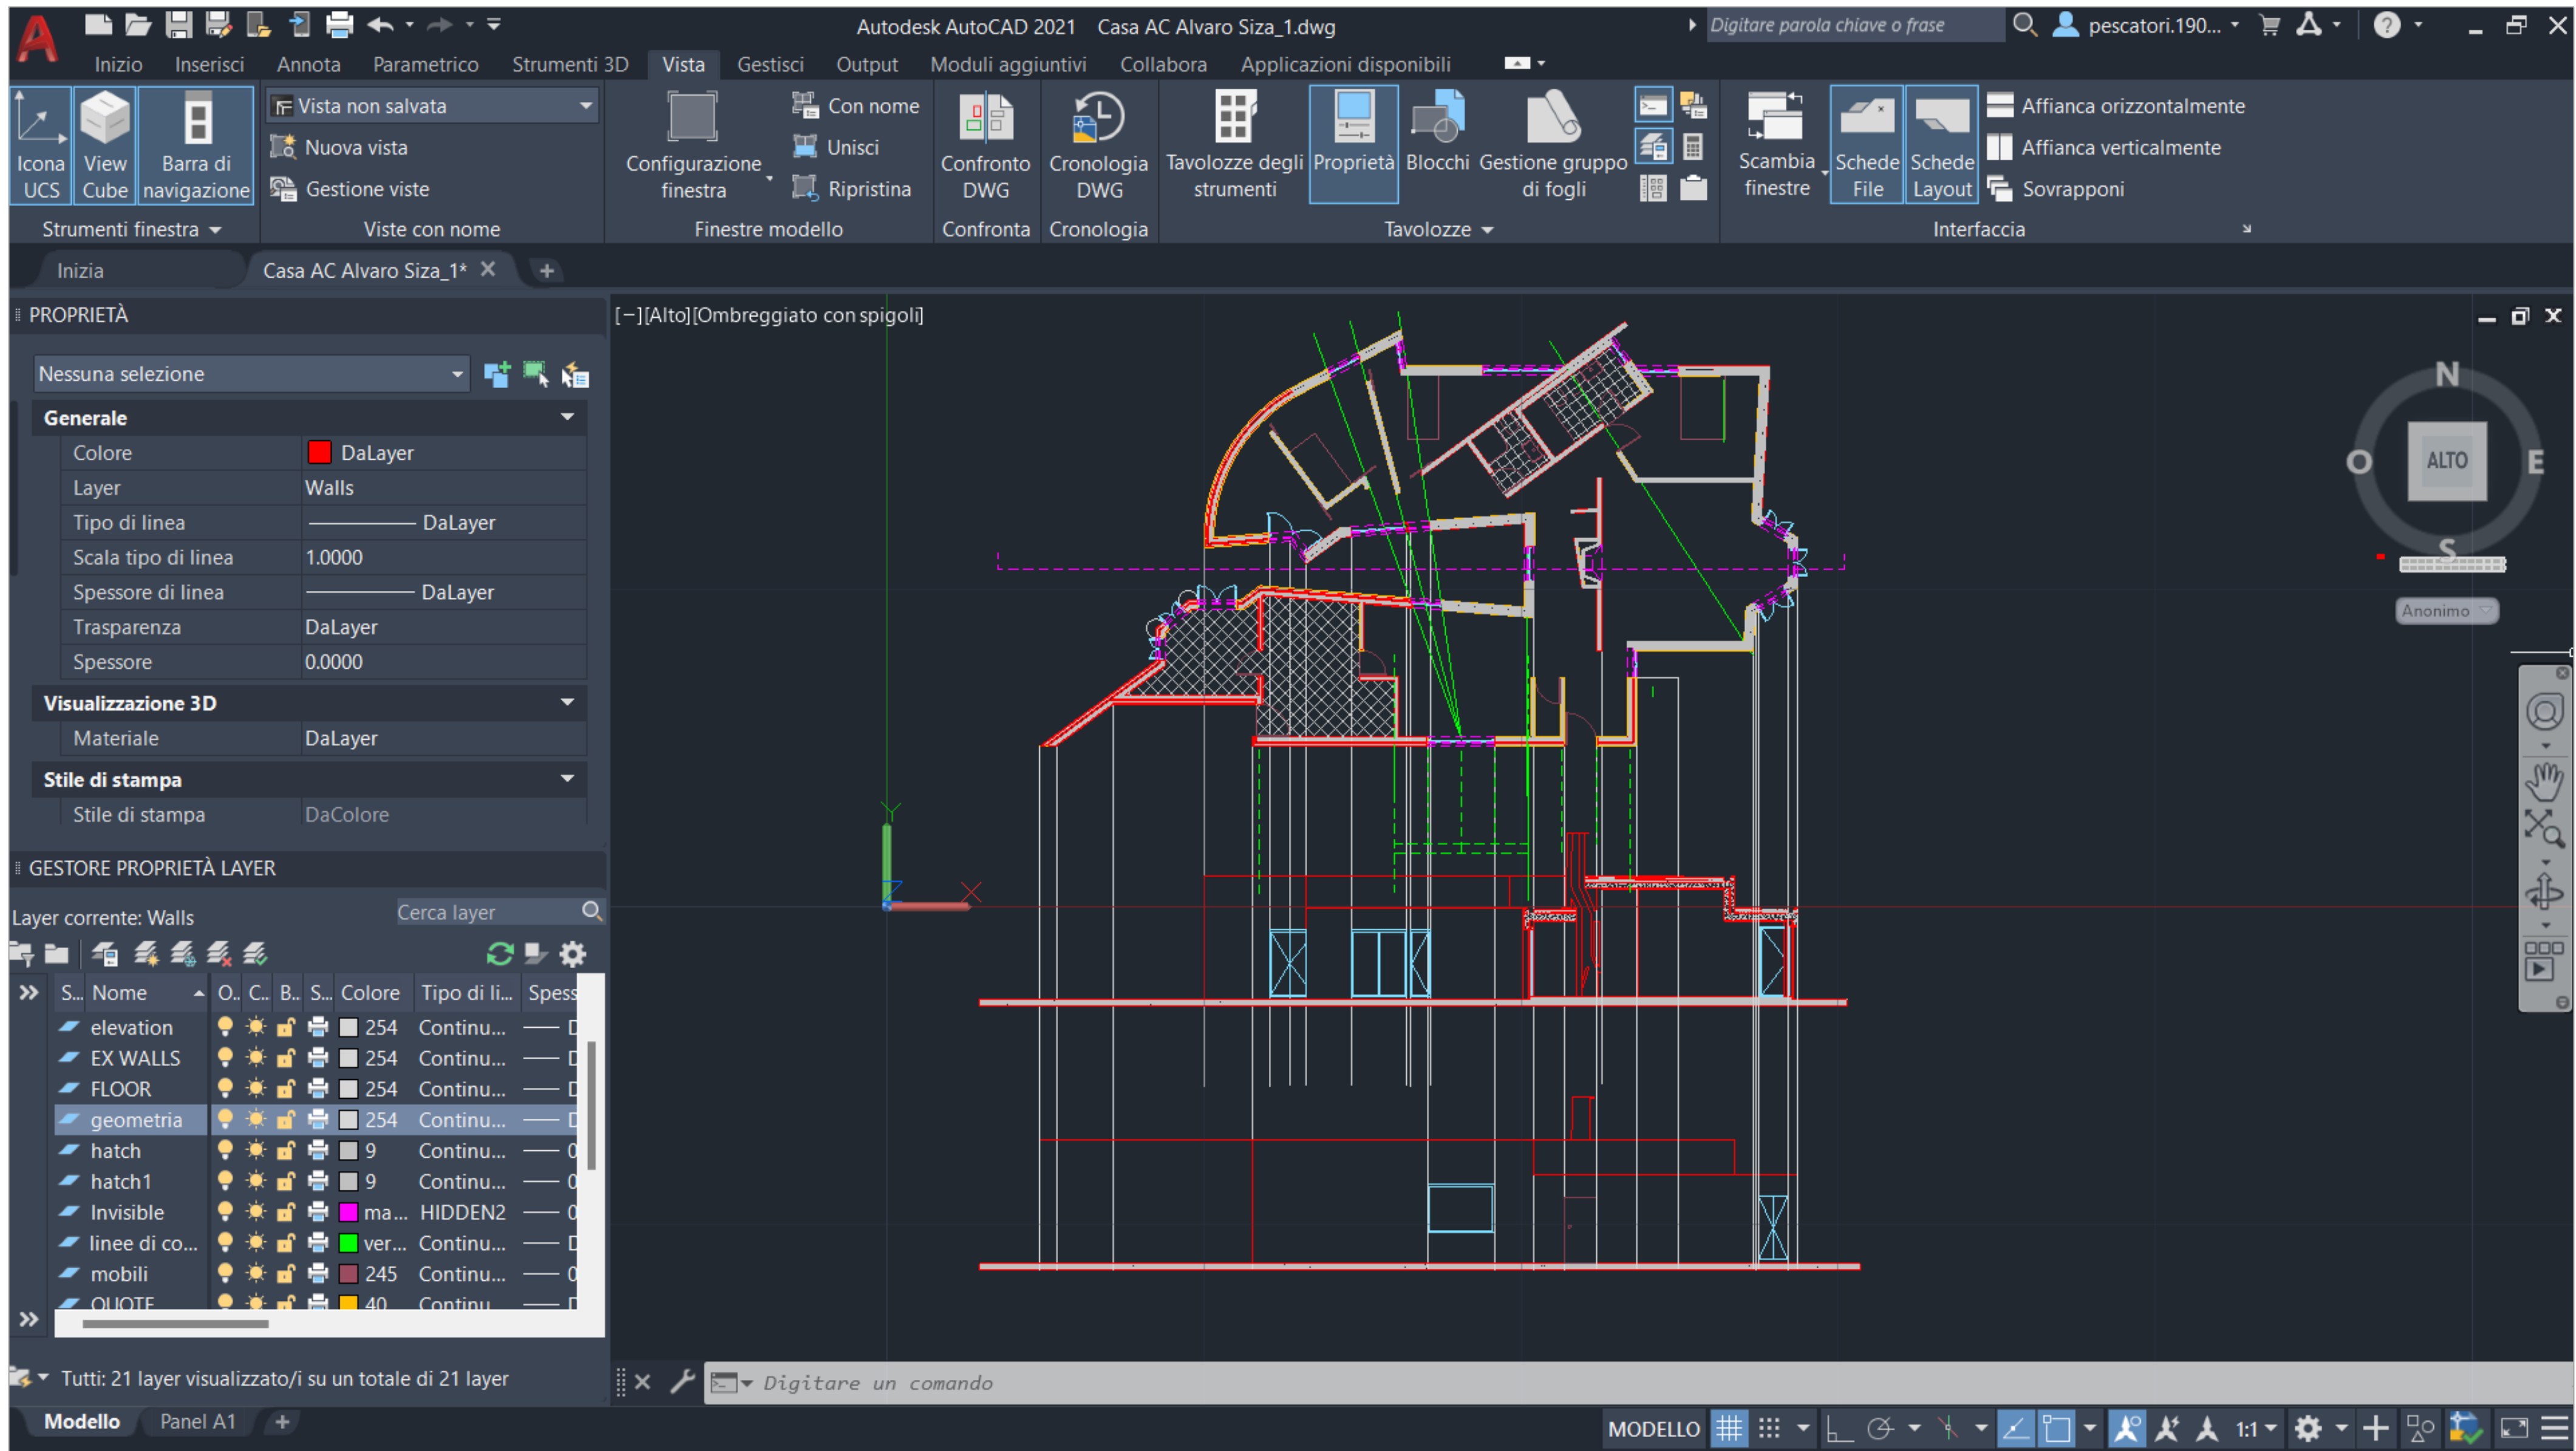 Autodesk AutoCAD 2021 Casa AC Alvaro Siza_1.dwg
Digitare parola chiave o frase
pescatori.190...
Inizio Inserisci Annota Parametrico Strumenti 3D Vista Gestisci Output Moduli aggiuntivi Collabora Applicazioni disponibili
Icona UCS
View Cube
Barra di navigazione
Vista non salvata
Nuova vista
Gestione viste
Configurazione finestra
Con nome
Unisci
Ripristina
Confronto DWG
Cronologia DWG
Tavolozze degli strumenti
Proprietà
Blocchi
Gestione gruppo di fogli
Scambia finestre
Schede File
Schede Layout
Affianca orizzontalmente
Affianca verticalmente
Sovrapponi
Strumenti finestra Viste con nome Finestre modello Confronta Cronologia Tavolozze Interfaccia
Inizia Casa AC Alvaro Siza_1*
PROPRIETÀ
Nessuna selezione
Generale
Colore DaLayer
Layer Walls
Tipo di linea DaLayer
Scala tipo di linea 1.0000
Spessore di linea DaLayer
Trasparenza DaLayer
Spessore 0.0000
Visualizzazione 3D
Materiale DaLayer
Stile di stampa
Stile di stampa DaColore
GESTORE PROPRIETÀ LAYER
Layer corrente: Walls
Cerca layer
S... Nome O.. C.. B.. S... Colore Tipo di li... Spess
elevation 254 Continu...
EX WALLS 254 Continu...
FLOOR 254 Continu...
geometria 254 Continu...
hatch 9 Continu... 0
hatch1 9 Continu... 0
Invisible ma... HIDDEN2 0
linee di co... ver... Continu...
mobili 245 Continu... 0
QUOTE 40 Continu
Tutti: 21 layer visualizzato/i su un totale di 21 layer
[−][Alto][Ombreggiato con spigoli]
N
O ALTO E
S
Anonimo
Y
Z X
Digitare un comando
Modello Panel A1
MODELLO 1:1